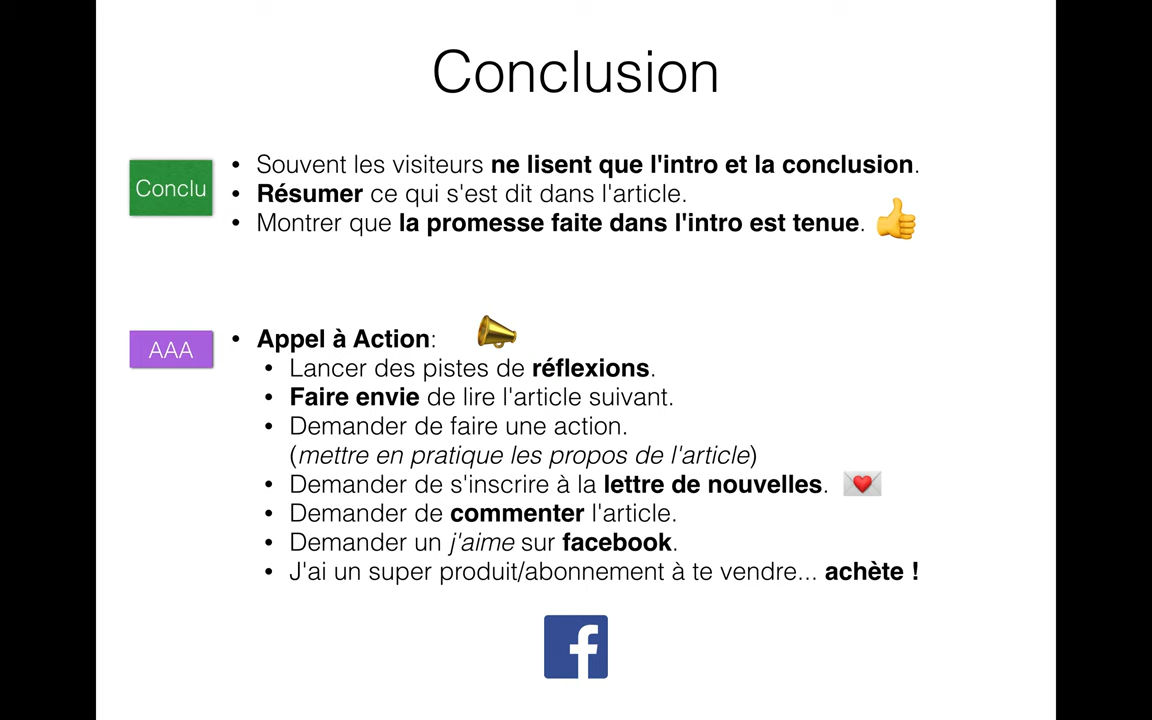 Conclusion
Conclu
• Souvent les visiteurs ne lisent que l'intro et la conclusion.
• Résumer ce qui s'est dit dans l'article.
• Montrer que la promesse faite dans l'intro est tenue.
AAA
• Appel à Action:
• Lancer des pistes de réflexions.
• Faire envie de lire l'article suivant.
• Demander de faire une action.
(mettre en pratique les propos de l'article)
• Demander de s'inscrire à la lettre de nouvelles.
• Demander de commenter l'article.
• Demander un j'aime sur facebook.
• J'ai un super produit/abonnement à te vendre... achète !
f